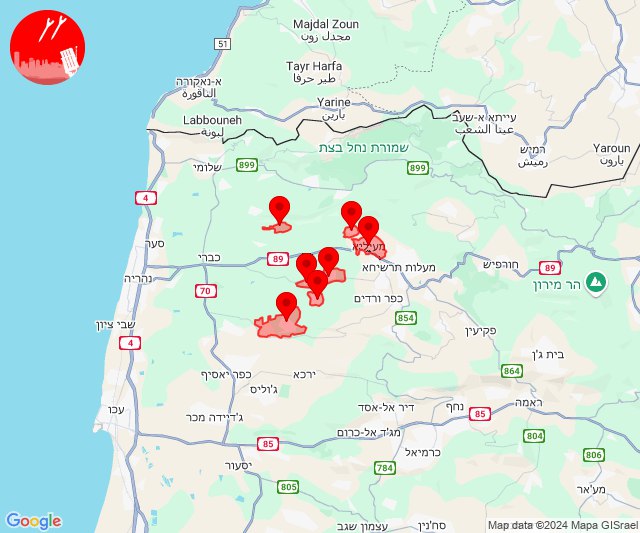 Majdal Zoun
مجدل زون
51
Tayr Harfa
طير حرفا
א-נאקורה
الناقورة
Yarine
يارين
Labbouneh
لبونة
עייתא א-שעב
عيتا الشعب
Yaroun
يارون
רמיש
رميش
שמורת נחל בצת
899
899
שלומי
4
סער
כברי
89
מעיליא
נהריה
מעלות תרשיחא
חורפיש
89
הר מירון
70
כפר ורדים
854
שבי ציון
4
פקיעין
בית ג'ן
864
ירכא
כפר יאסיף
ג'וליס
עכו
ג'דיידה מכר
דיר אל-אסד
נחף
85
ראמה
מג'ד אל-כרום
804
85
כרמיאל
806
יסעור
784
805
מע'אר
סח'נין
עצמון שגב
Google
Map data ©2024 Mapa GISrael